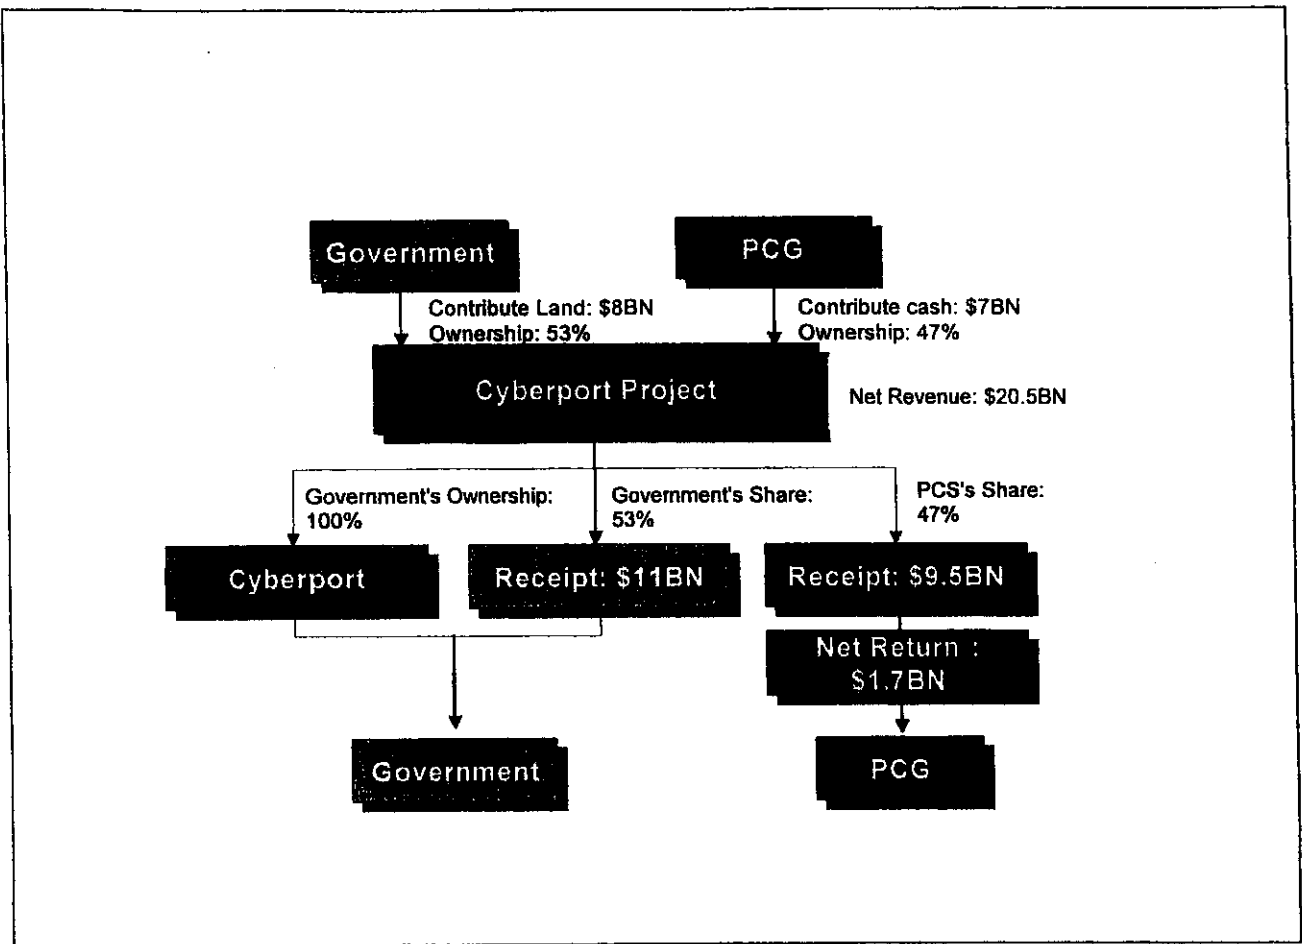 Government
PCG
Contribute Land: $8BN
Ownership: 53%
Contribute cash: $7BN
Ownership: 47%
Cyberport Project
Net Revenue: $20.5BN
Government's Ownership:
100%
Government's Share:
53%
PCS's Share:
47%
Cyberport
Receipt: $11BN
Receipt: $9.5BN
Net Return :
$1.7BN
Government
PCG